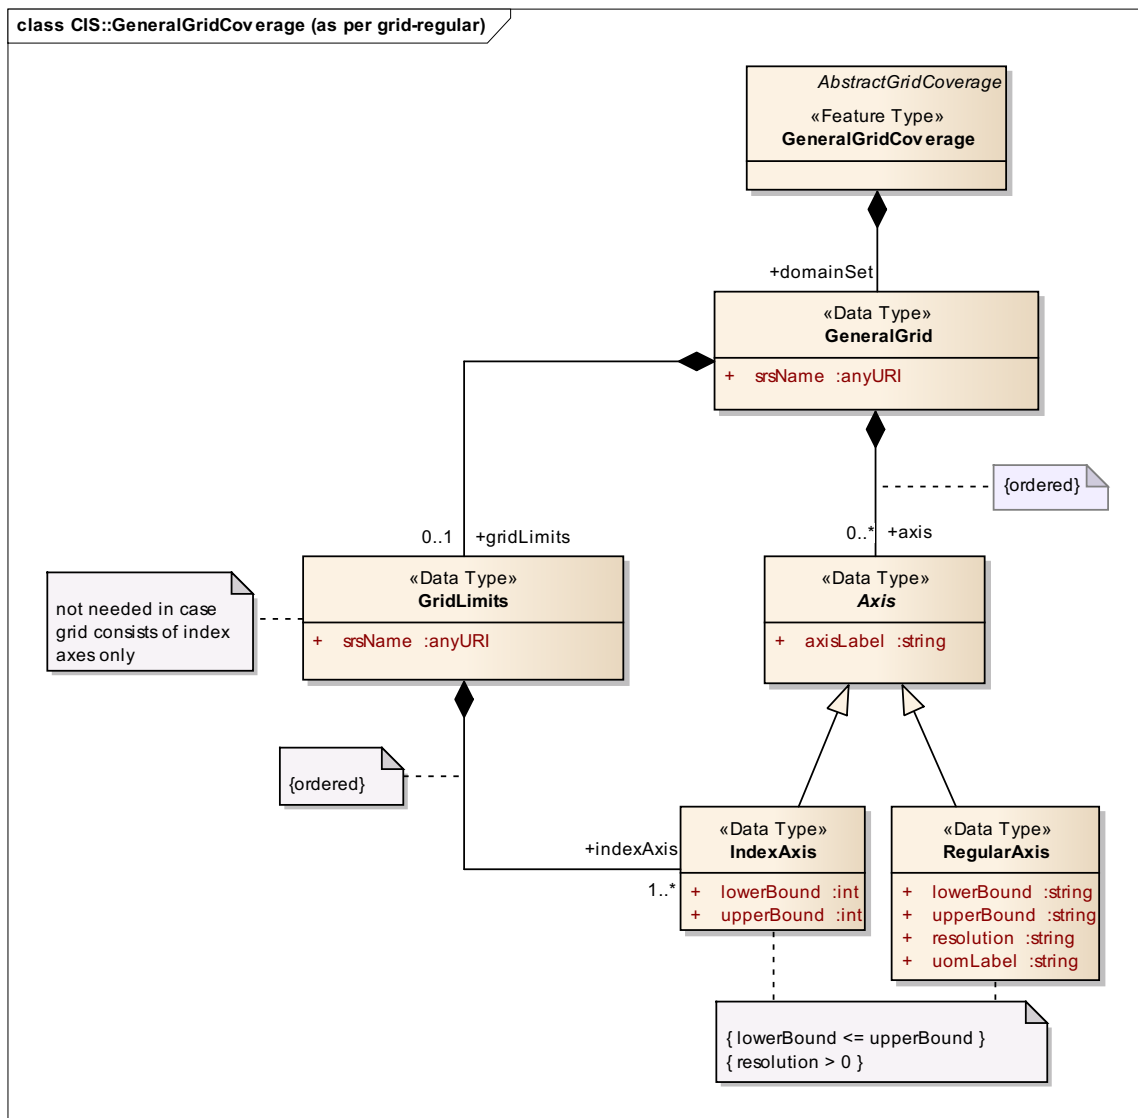 class CIS::GeneralGridCoverage (as per grid-regular)
AbstractGridCoverage
«Feature Type»
GeneralGridCoverage
+domainSet
«Data Type»
GeneralGrid
+ srsName :anyURI
{ordered}
0..1 +gridLimits
0..* +axis
not needed in case
grid consists of index
axes only
«Data Type»
GridLimits
+ srsName :anyURI
«Data Type»
Axis
+ axisLabel :string
{ordered}
+indexAxis
1..*
«Data Type»
IndexAxis
+ lowerBound :int
+ upperBound :int
«Data Type»
RegularAxis
+ lowerBound :string
+ upperBound :string
+ resolution :string
+ uomLabel :string
{ lowerBound <= upperBound }
{ resolution > 0 }